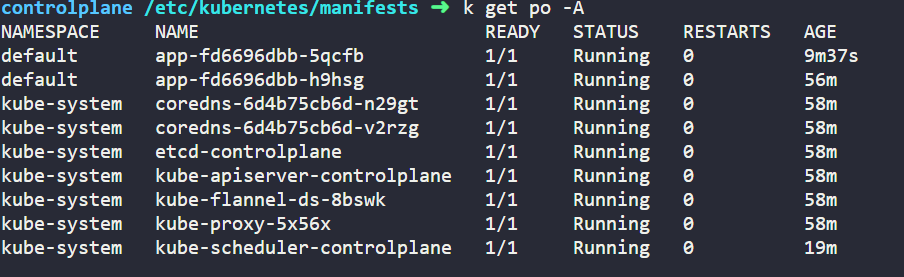 controlplane /etc/kubernetes/manifests ➜ k get po -A
NAMESPACE NAME READY STATUS RESTARTS AGE
default app-fd6696dbb-5qcfb 1/1 Running 0 9m37s
default app-fd6696dbb-h9hsg 1/1 Running 0 56m
kube-system coredns-6d4b75cb6d-n29gt 1/1 Running 0 58m
kube-system coredns-6d4b75cb6d-v2rzg 1/1 Running 0 58m
kube-system etcd-controlplane 1/1 Running 0 58m
kube-system kube-apiserver-controlplane 1/1 Running 0 58m
kube-system kube-flannel-ds-8bswk 1/1 Running 0 58m
kube-system kube-proxy-5x56x 1/1 Running 0 58m
kube-system kube-scheduler-controlplane 1/1 Running 0 19m